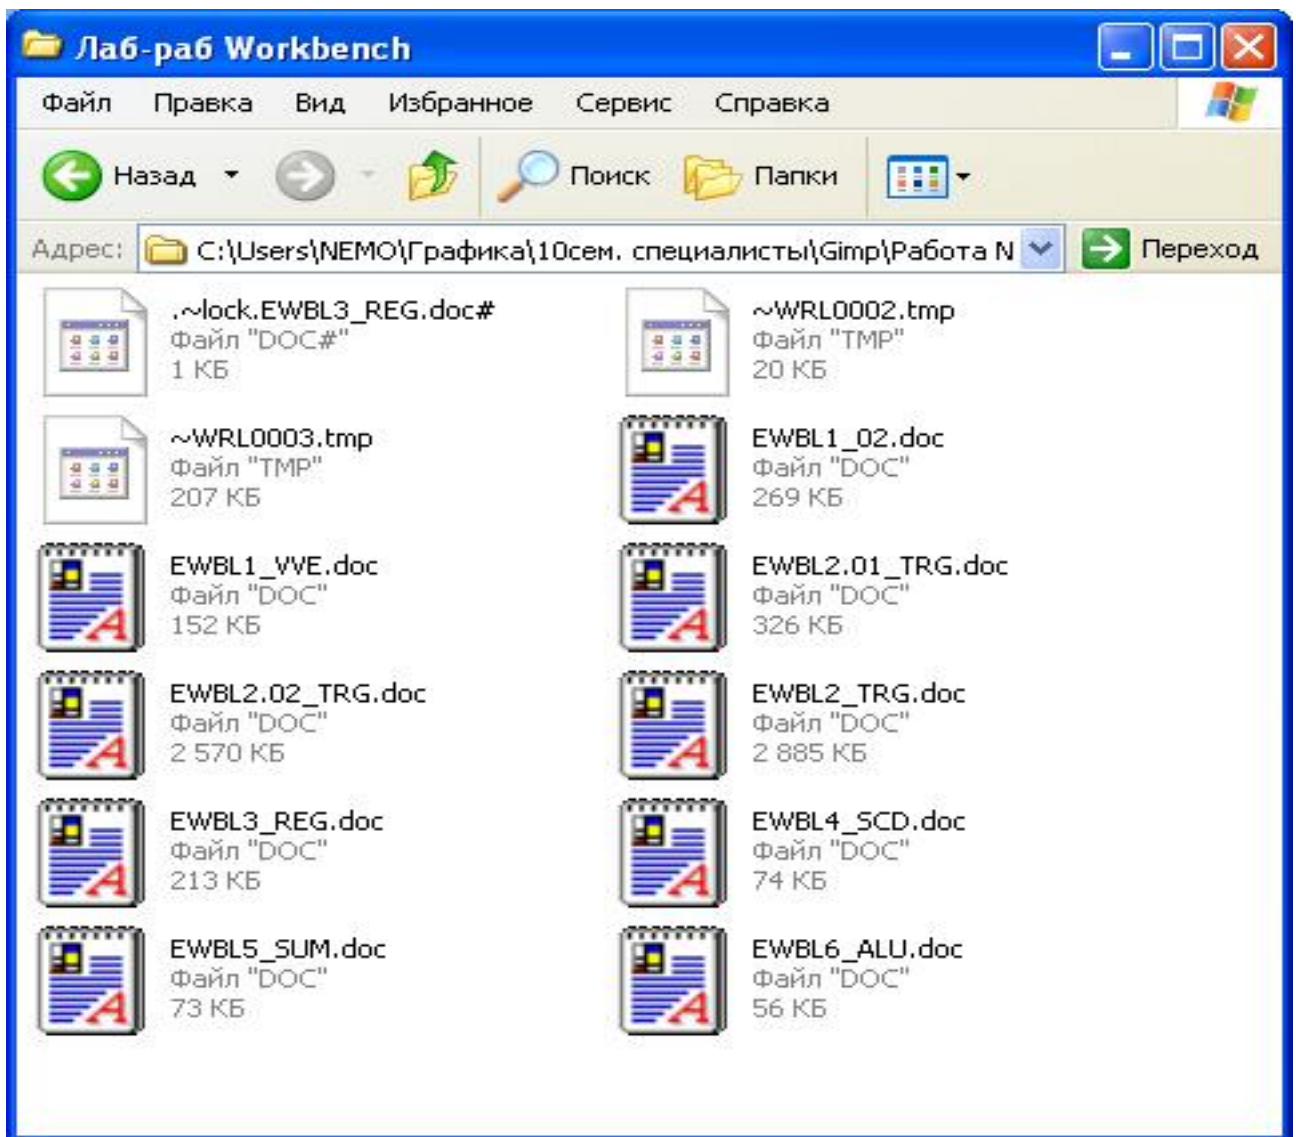 Лаб-раб Workbench
Файл Правка Вид Избранное Сервис Справка
Назад Поиск Папки
Адрес: C:\Users\NEMO\Графика\10сем. специалисты\Gimp\Работа N Переход
.~lock.EWBL3_REG.doc#
Файл "DOC#"
1 КБ
~WRL0002.tmp
Файл "TMP"
20 КБ
~WRL0003.tmp
Файл "TMP"
207 КБ
EWBL1_02.doc
Файл "DOC"
269 КБ
EWBL1_VVE.doc
Файл "DOC"
152 КБ
EWBL2.01_TRG.doc
Файл "DOC"
326 КБ
EWBL2.02_TRG.doc
Файл "DOC"
2 570 КБ
EWBL2_TRG.doc
Файл "DOC"
2 885 КБ
EWBL3_REG.doc
Файл "DOC"
213 КБ
EWBL4_SCD.doc
Файл "DOC"
74 КБ
EWBL5_SUM.doc
Файл "DOC"
73 КБ
EWBL6_ALU.doc
Файл "DOC"
56 КБ